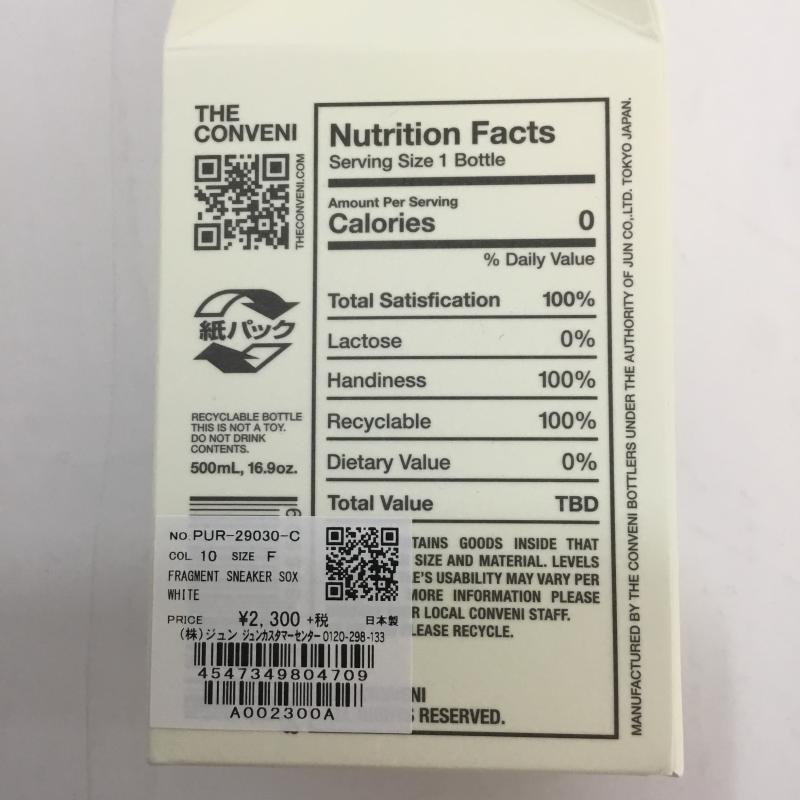 THE
CONVENI
THECONVENI.COM
紙パック
RECYCLABLE BOTTLE
THIS IS NOT A TOY.
DO NOT DRINK
CONTENTS.
500mL, 16.9oz.
Nutrition Facts
Serving Size 1 Bottle
Amount Per Serving
Calories 0
% Daily Value
Total Satisfication 100%
Lactose 0%
Handiness 100%
Recyclable 100%
Dietary Value 0%
Total Value TBD
GOODS INSIDE THAT
SIZE AND MATERIAL. LEVELS
USABILITY MAY VARY PER
MORE INFORMATION PLEASE
LOCAL CONVENI STAFF.
RECYCLE.
RESERVED.
MANUFACTURED BY THE CONVENI BOTTLERS UNDER THE AUTHORITY OF JUN CO,.LTD. TOKYO JAPAN.
NO. PUR-29030-C
COL 10 SIZE F
FRAGMENT SNEAKER SOX
WHITE
PRICE ¥2,300+税 日本製
(株)ジュン ジュンカスタマーセンター0120-298-133
4547349804709
A002300A